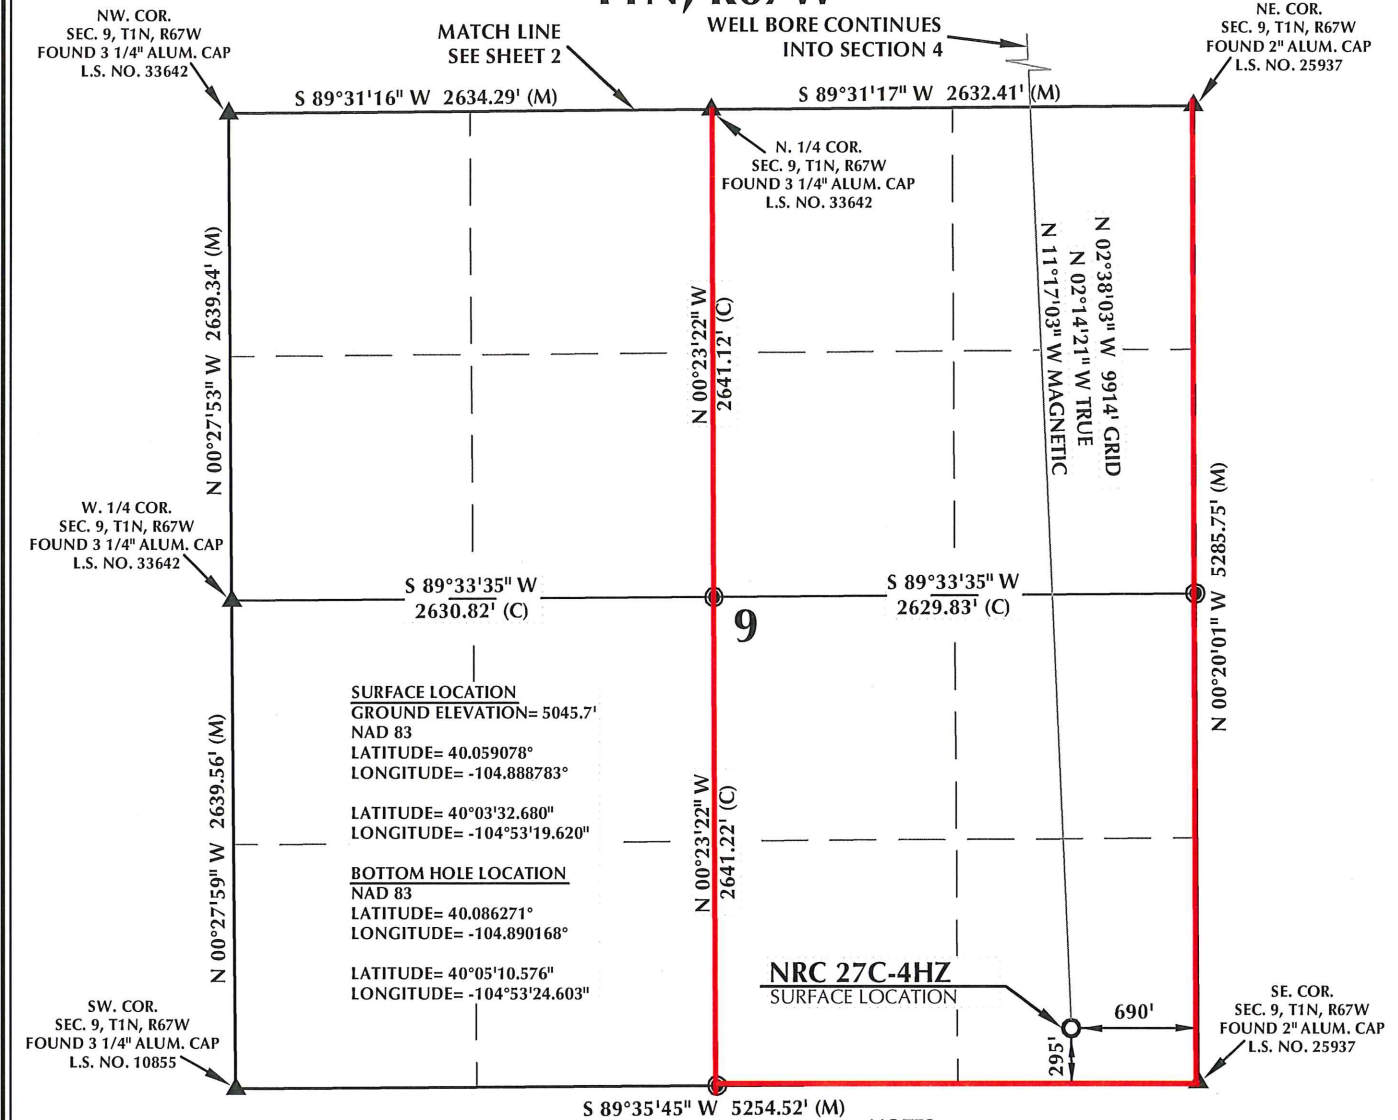 NW. COR.
SEC. 9, T1N, R67W
FOUND 3 1/4" ALUM. CAP
L.S. NO. 33642
MATCH LINE
SEE SHEET 2
WELL BORE CONTINUES
INTO SECTION 4
NE. COR.
SEC. 9, T1N, R67W
FOUND 2" ALUM. CAP
L.S. NO. 25937
S 89°31'16" W 2634.29' (M)
S 89°31'17" W 2632.41' (M)
N. 1/4 COR.
SEC. 9, T1N, R67W
FOUND 3 1/4" ALUM. CAP
L.S. NO. 33642
N 00°27'53" W 2639.34' (M)
N 00°23'22" W
2641.12' (C)
N 02°38'03" W 9914' GRID
N 02°14'21" W TRUE
N 11°17'03" W MAGNETIC
N 00°20'01" W 5285.75' (M)
W. 1/4 COR.
SEC. 9, T1N, R67W
FOUND 3 1/4" ALUM. CAP
L.S. NO. 33642
S 89°33'35" W
2630.82' (C)
S 89°33'35" W
2629.83' (C)
9
SURFACE LOCATION
GROUND ELEVATION= 5045.7'
NAD 83
LATITUDE= 40.059078°
LONGITUDE= -104.888783°
LATITUDE= 40°03'32.680"
LONGITUDE= -104°53'19.620"
BOTTOM HOLE LOCATION
NAD 83
LATITUDE= 40.086271°
LONGITUDE= -104.890168°
LATITUDE= 40°05'10.576"
LONGITUDE= -104°53'24.603"
N 00°27'59" W 2639.56' (M)
N 00°23'22" W
2641.22' (C)
NRC 27C-4HZ
SURFACE LOCATION
690'
295'
SW. COR.
SEC. 9, T1N, R67W
FOUND 3 1/4" ALUM. CAP
L.S. NO. 10855
SE. COR.
SEC. 9, T1N, R67W
FOUND 2" ALUM. CAP
L.S. NO. 25937
S 89°35'45" W 5254.52' (M)